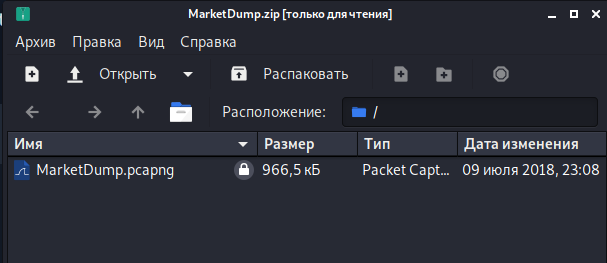 MarketDump.zip [только для чтения]
Архив Правка Вид Справка
Открыть Распаковать
Расположение: /
Имя Размер Тип Дата изменения
MarketDump.pcapng 966,5 кБ Packet Capt... 09 июля 2018, 23:08